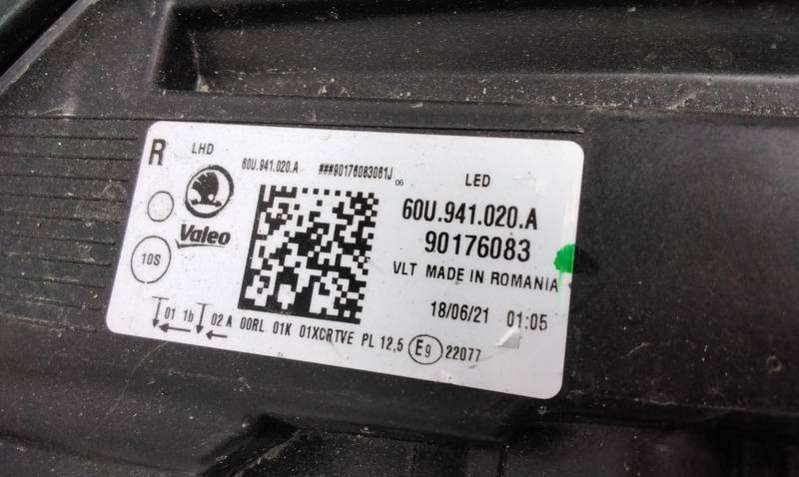 R LHD
60U.941.020.A ###90176083061J 06
LED
Valeo
60U.941.020.A
90176083
10S
VLT MADE IN ROMANIA
18/06/21 01:05
01 1b 02 A 00RL 01K 01XCRTVE PL 12,5 E9 22077